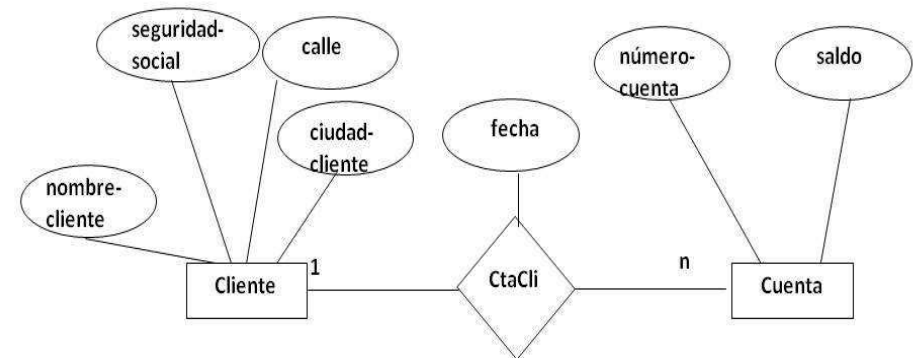 seguridad-
social
calle
número-
cuenta
saldo
ciudad-
cliente
fecha
nombre-
cliente
Cliente
1
CtaCli
n
Cuenta